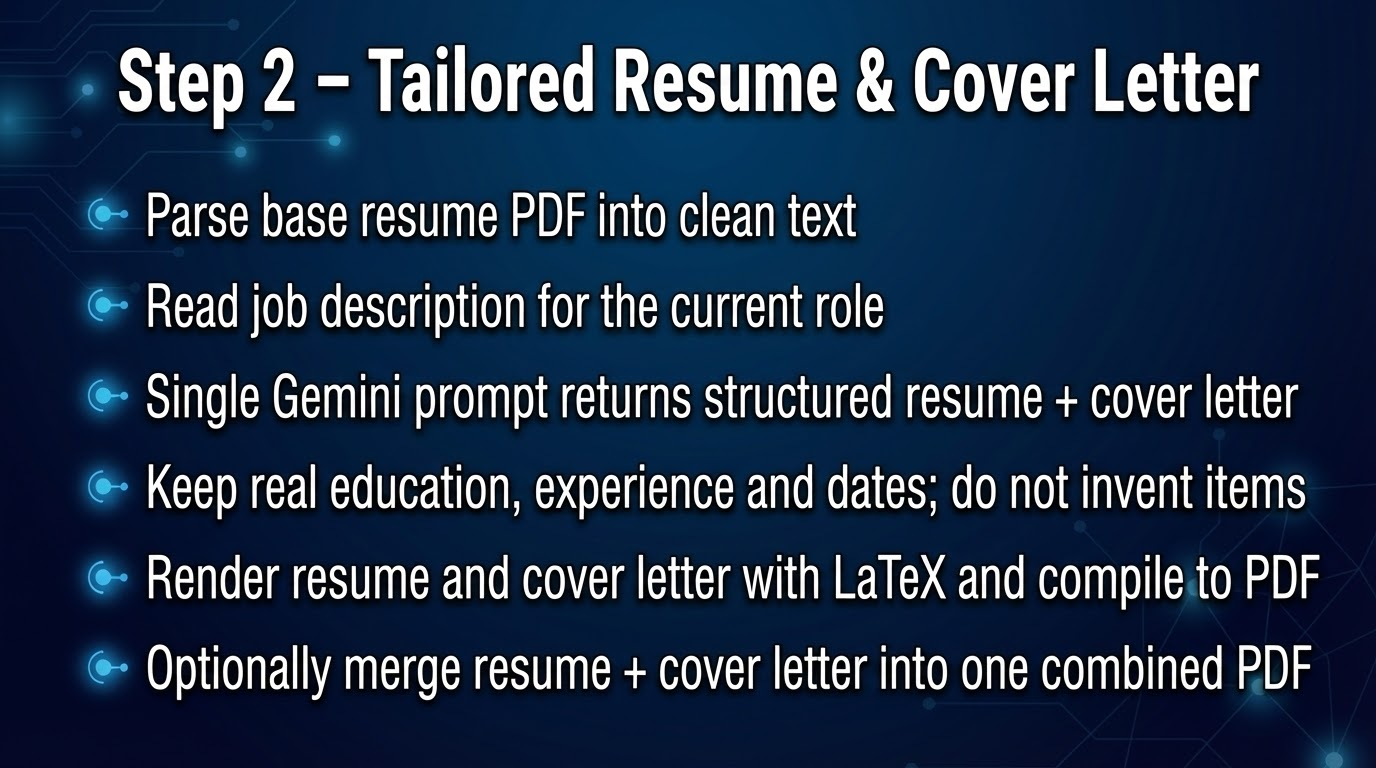 Step 2 – Tailored Resume & Cover Letter
Parse base resume PDF into clean text
Read job description for the current role
Single Gemini prompt returns structured resume + cover letter
Keep real education, experience and dates; do not invent items
Render resume and cover letter with LaTeX and compile to PDF
Optionally merge resume + cover letter into one combined PDF